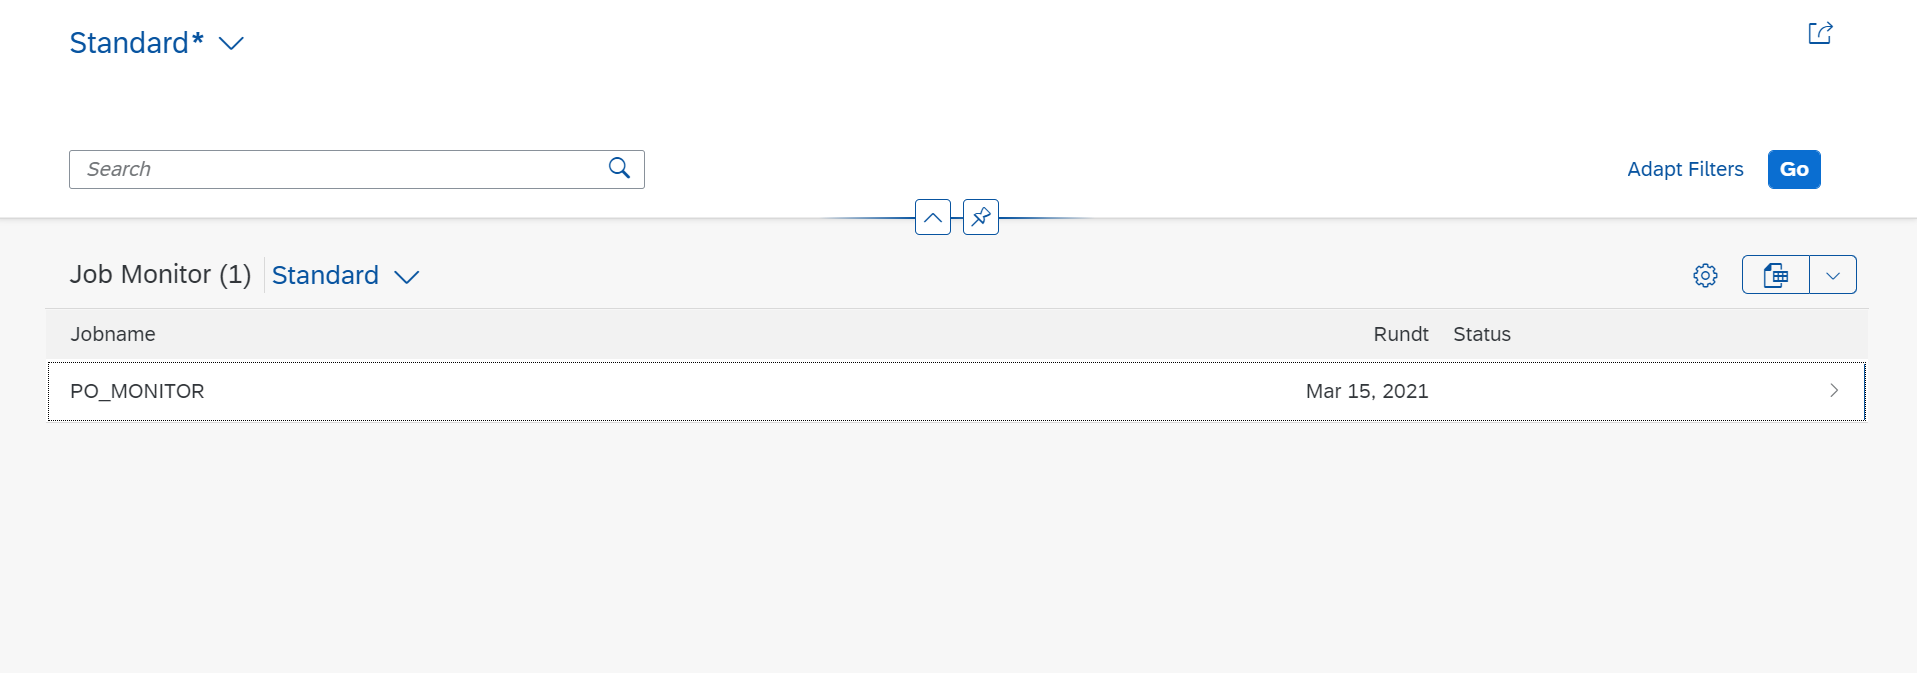 Standard*
Search
Adapt Filters
Go
Job Monitor (1)
Standard
Jobname Rundt Status
PO_MONITOR Mar 15, 2021